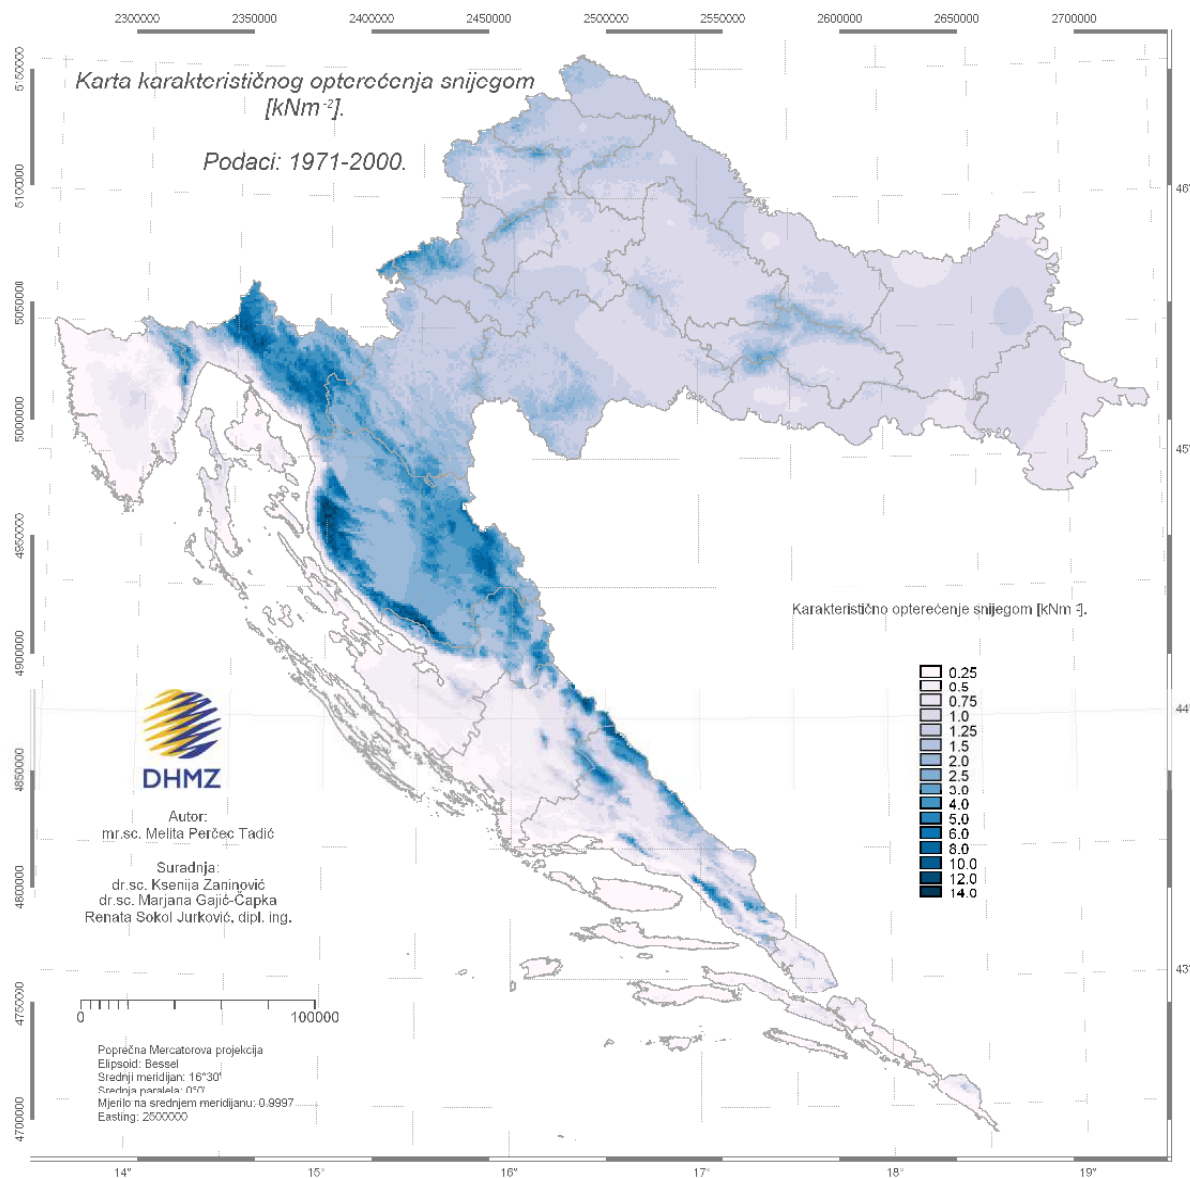 2300000 2350000 2400000 2450000 2500000 2550000 2600000 2650000 2700000
Karta karakterističnog opterećenja snijegom
[kNm-2].
Podaci: 1971-2000.
5150000
5100000
5050000
5000000
4950000
4900000
4850000
4800000
4750000
4700000
46°
45°
44°
43°
Karakteristično opterećenje snijegom [kNm-2].
0.25
0.5
0.75
1.0
1.25
1.5
2.0
2.5
3.0
4.0
5.0
6.0
8.0
10.0
12.0
14.0
DHMZ
Autor:
mr.sc. Melita Perčec Tadić
Suradnja:
dr.sc. Ksenija Zaninović
dr.sc. Marjana Gajić-Čapka
Renata Sokol Jurković, dipl. ing.
0 100000
Poprečna Mercatorova projekcija
Elipsoid: Bessel
Srednji meridijan: 16°30'
Srednja paralela: 0°0'
Mjerilo na srednjem meridijanu: 0.9997
Easting: 2500000
14° 15° 16° 17° 18° 19°